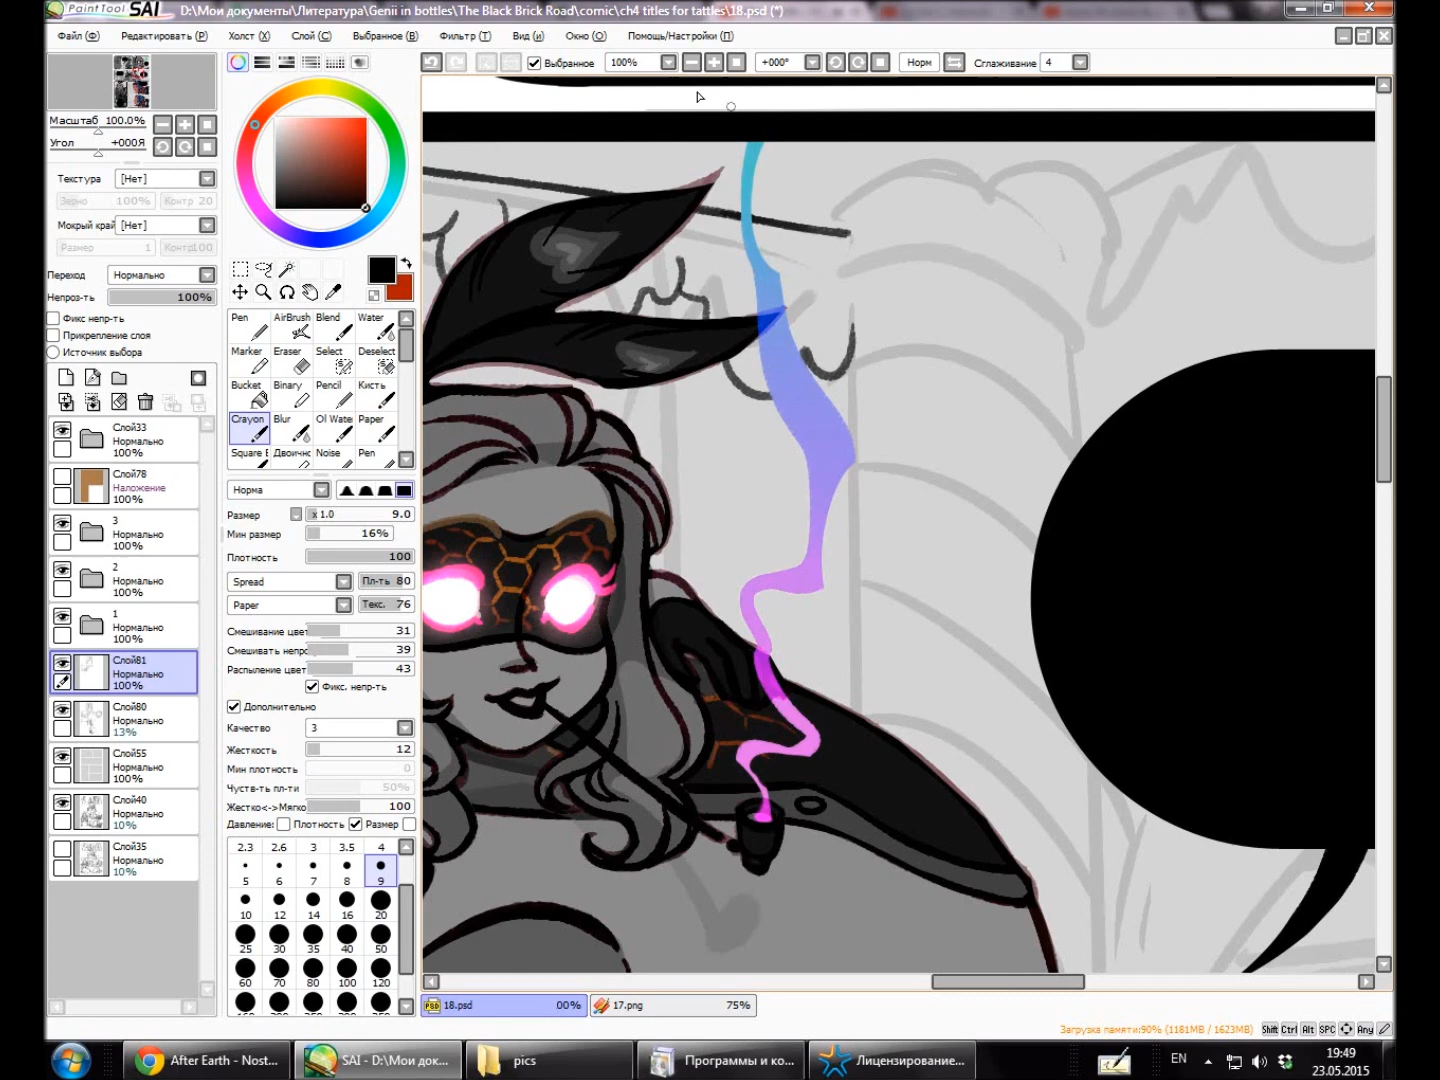 PaintTool SAI D:\Мои документы\Литература\Genii in bottles\The Black Brick Road\comic\ch4 titles for tattles\18.psd (*)
Файл (Ф) Редактировать (Р) Холст (X) Слой (С) Выбранное (В) Фильтр (Т) Вид (и) Окно (О) Помощь/Настройки (П)
Выбранное 100% +000° Норм Сглаживание 4
Масштаб 100.0%
Угол +000Я
Текстура [Нет]
Зерно 100% Контр 20
Мокрый край [Нет]
Размер 1 Контр 100
Переход Нормально
Непроз-ть 100%
Фикс непр-ть
Прикрепление слоя
Источник выбора
Слой33
Нормально
100%
Слой78
Наложение
100%
3
Нормально
100%
2
Нормально
100%
1
Нормально
100%
Слой81
Нормально
100%
Слой80
Нормально
13%
Слой55
Нормально
100%
Слой40
Нормально
10%
Слой35
Нормально
10%
Pen AirBrush Blend Water
Marker Eraser Select Deselect
Bucket Binary Pencil Кисть
Crayon Blur Oil Wate Paper
Square E Двоичнс Noise Pen
Норма
Размер x 1.0 9.0
Мин размер 16%
Плотность 100
Spread Пл-ть 80
Paper Текс. 76
Смешивание цвет 31
Смешивать непро 39
Распыление цвет 43
Фикс. непр-ть
Дополнительно
Качество 3
Жесткость 12
Мин плотность 0
Чуств-ть пл-ти 50%
Жестко<->Мягко 100
Давление: Плотность Размер
2.3 2.6 3 3.5 4
5 6 7 8 9
10 12 14 16 20
25 30 35 40 50
60 70 80 100 120
18.psd 00% 17.png 75%
Загрузка памяти:90% (1181MB / 1623MB) Shift Ctrl Alt SPC Any
After Earth - Nost... SAI - D:\Мои док... pics Программы и ко... Лицензирование... EN 19:49
23.05.2015